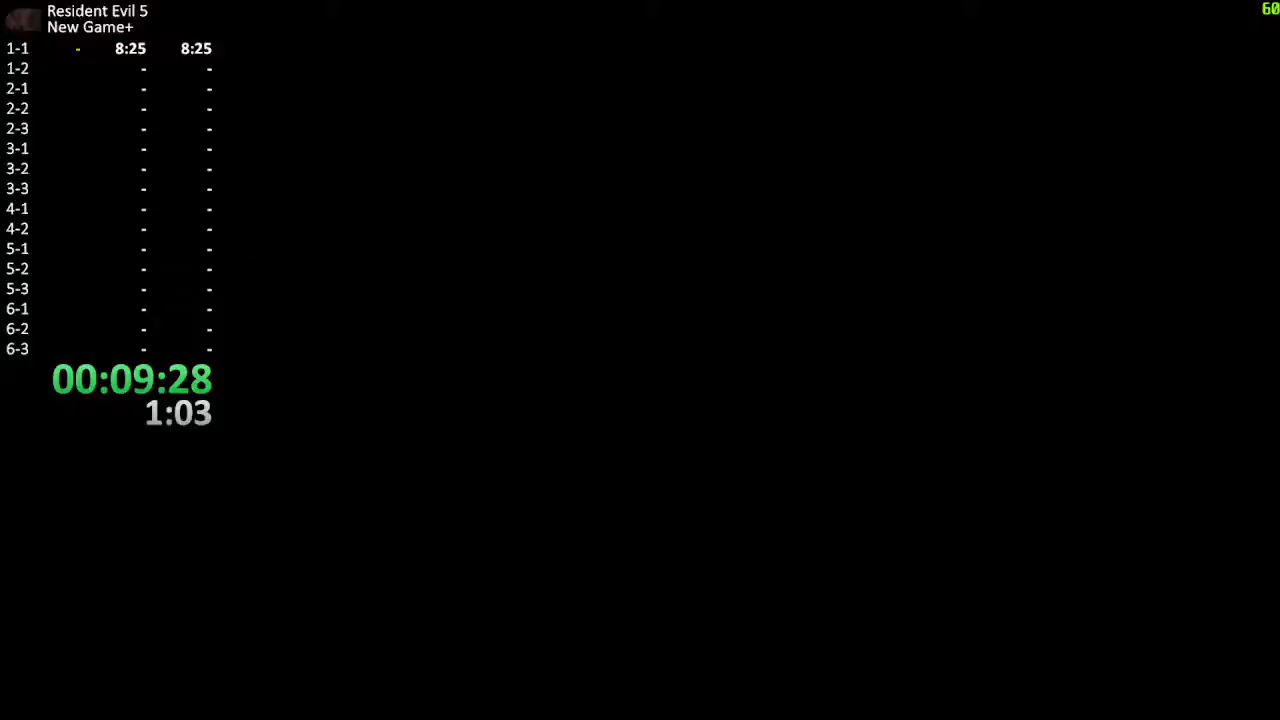 Resident Evil 5
New Game+
60
1-1 - 8:25 8:25
1-2 - -
2-1 - -
2-2 - -
2-3 - -
3-1 - -
3-2 - -
3-3 - -
4-1 - -
4-2 - -
5-1 - -
5-2 - -
5-3 - -
6-1 - -
6-2 - -
6-3 - -
00:09:28
1:03